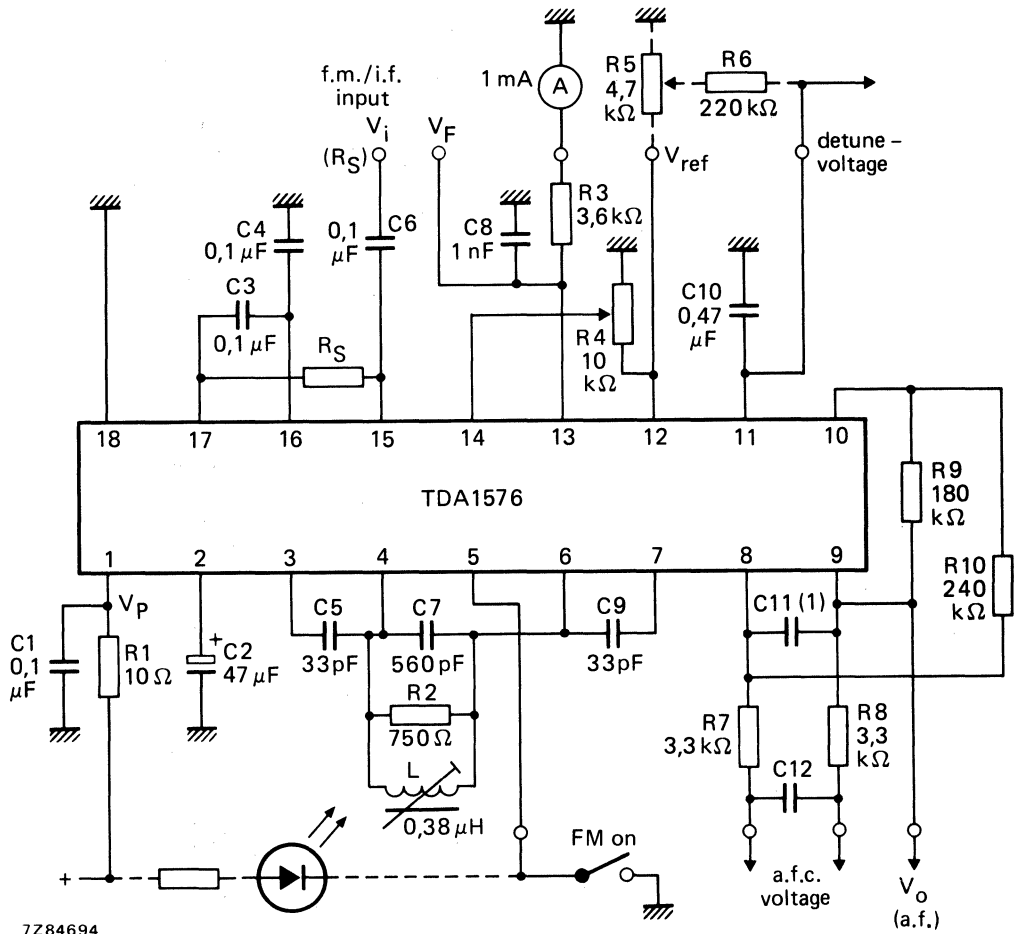 f.m./i.f.
input
Vi
(RS)
VF
1 mA
A
R5
4,7
kΩ
R6
220 kΩ
detune –
voltage
Vref
R3
3,6 kΩ
C4
0,1 μF
0,1
μF
C6
C8
1 nF
C3
0,1 μF
RS
R4
10
kΩ
C10
0,47
μF
18 17 16 15 14 13 12 11 10
TDA1576
1 2 3 4 5 6 7 8 9
R9
180
kΩ
R10
240
kΩ
VP
C1
0,1
μF
R1
10 Ω
+
C2
47 μF
C5
33 pF
C7
560 pF
C9
33 pF
C11 (1)
R2
750 Ω
L
0,38 μH
R7
3,3 kΩ
R8
3,3
kΩ
C12
FM on
+
a.f.c.
voltage
Vo
(a.f.)
7Z84694